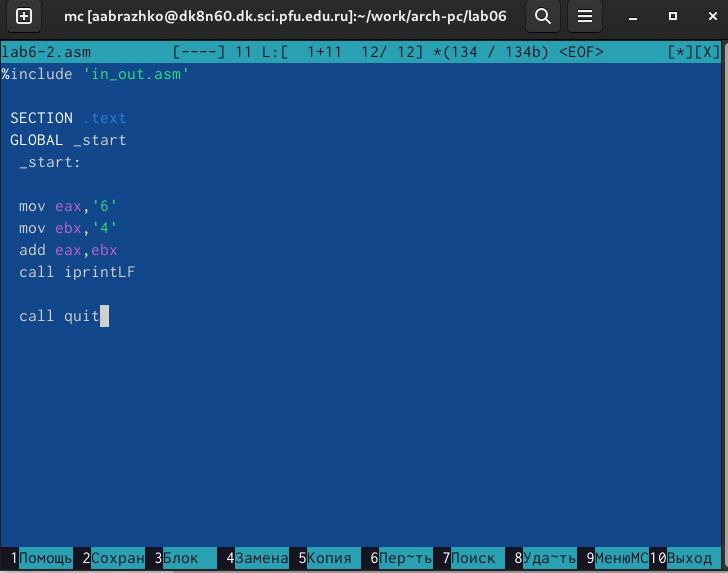 mc [aabrazhko@dk8n60.dk.sci.pfu.edu.ru]:~/work/arch-pc/lab06
lab6-2.asm [----] 11 L:[ 1+11 12/ 12] *(134 / 134b) <EOF> [*][X]
%include 'in_out.asm'
SECTION .text
GLOBAL _start
_start:
mov eax,'6'
mov ebx,'4'
add eax,ebx
call iprintLF
call quit
1Помощь 2Сохран 3Блок 4Замена 5Копия 6Пер~ть 7Поиск 8Уда~ть 9МенюMC 10Выход